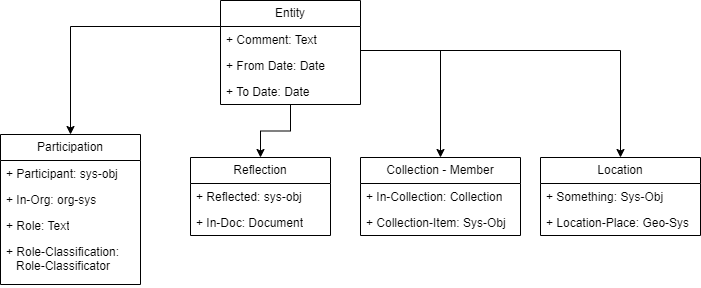 Entity
+ Comment: Text
+ From Date: Date
+ To Date: Date
Participation
+ Participant: sys-obj
+ In-Org: org-sys
+ Role: Text
+ Role-Classification:
Role-Classificator
Reflection
+ Reflected: sys-obj
+ In-Doc: Document
Collection - Member
+ In-Collection: Collection
+ Collection-Item: Sys-Obj
Location
+ Something: Sys-Obj
+ Location-Place: Geo-Sys